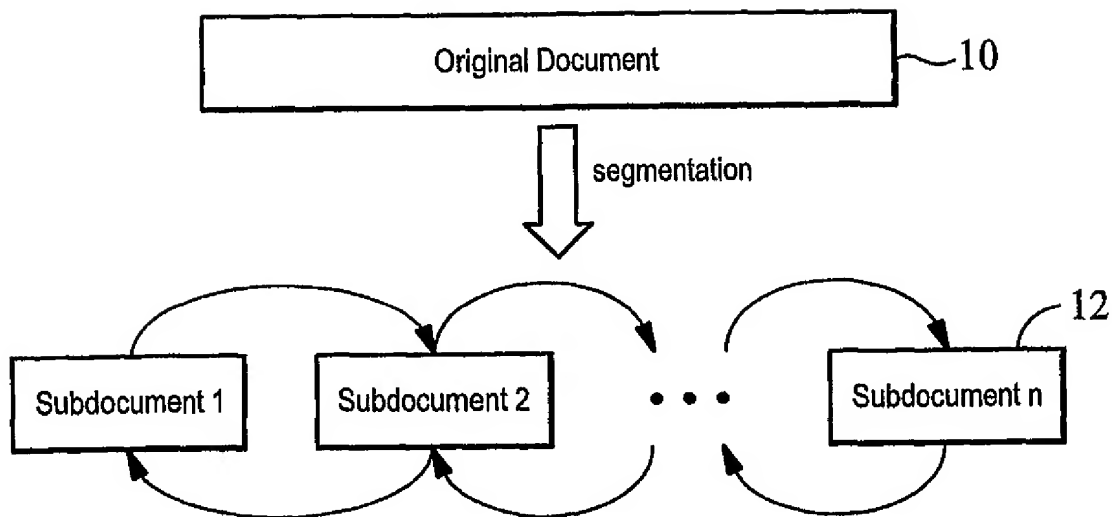 Original Document
10
segmentation
12
Subdocument 1
Subdocument 2
• • •
Subdocument n